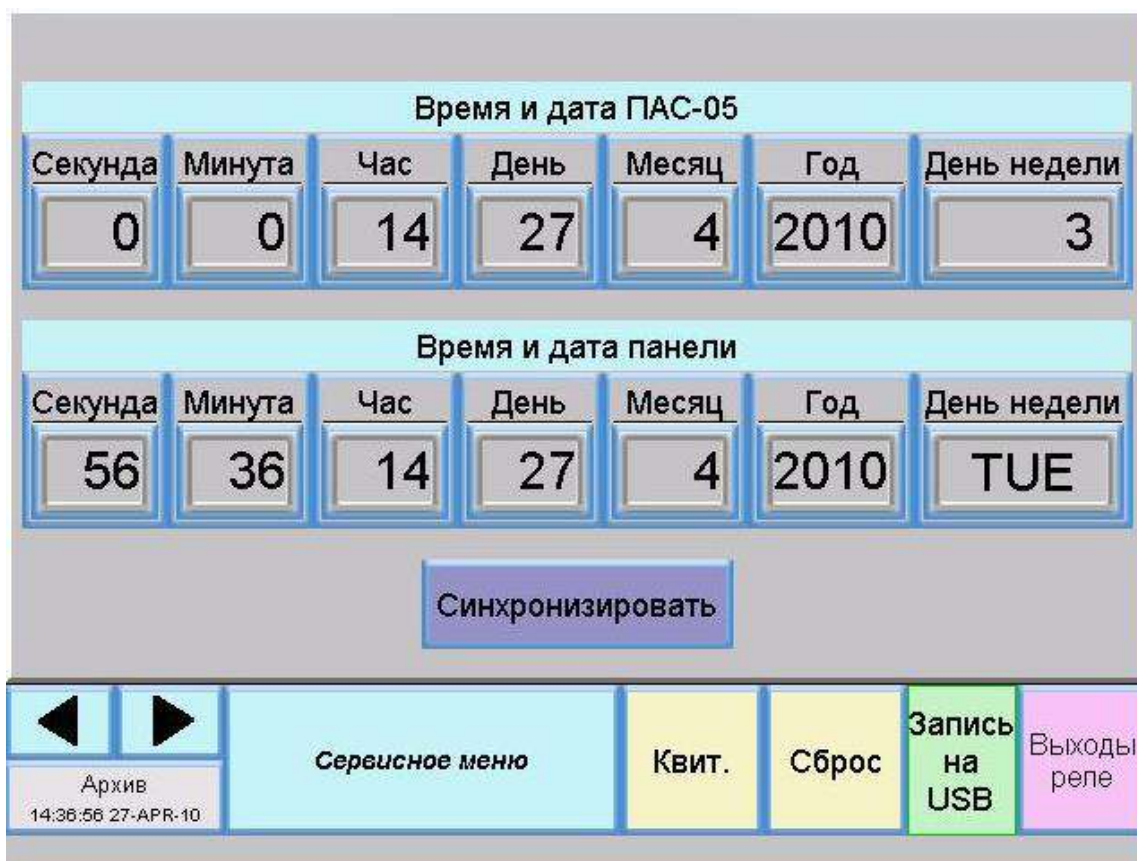 Время и дата ПАС-05
Секунда Минута Час День Месяц Год День недели
0 0 14 27 4 2010 3
Время и дата панели
Секунда Минута Час День Месяц Год День недели
56 36 14 27 4 2010 TUE
Синхронизировать
Архив
14:36:56 27-APR-10
Сервисное меню
Квит.
Сброс
Запись
на
USB
Выходы
реле